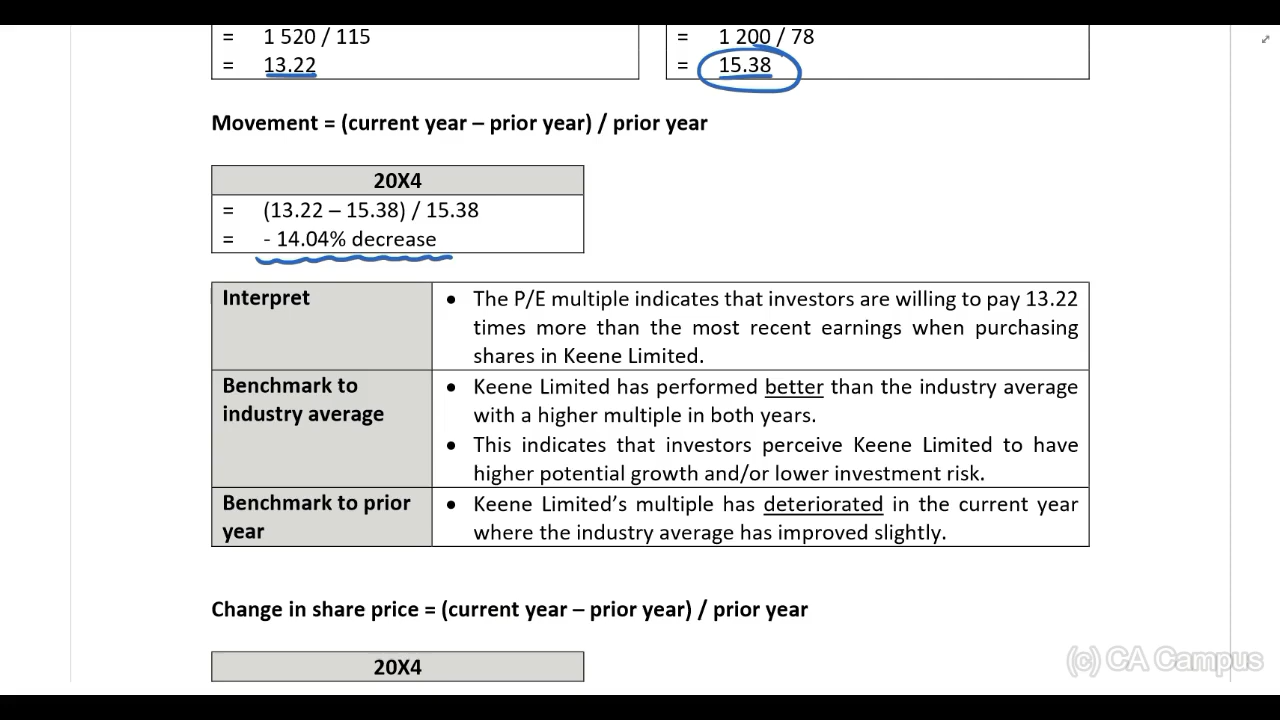 = 1 520 / 115
= 13.22
= 1 200 / 78
= 15.38
Movement = (current year – prior year) / prior year
20X4
= (13.22 – 15.38) / 15.38
= - 14.04% decrease
Interpret
• The P/E multiple indicates that investors are willing to pay 13.22
times more than the most recent earnings when purchasing
shares in Keene Limited.
Benchmark to
industry average
• Keene Limited has performed better than the industry average
with a higher multiple in both years.
• This indicates that investors perceive Keene Limited to have
higher potential growth and/or lower investment risk.
Benchmark to prior
year
• Keene Limited’s multiple has deteriorated in the current year
where the industry average has improved slightly.
Change in share price = (current year – prior year) / prior year
20X4
(c) CA Campus